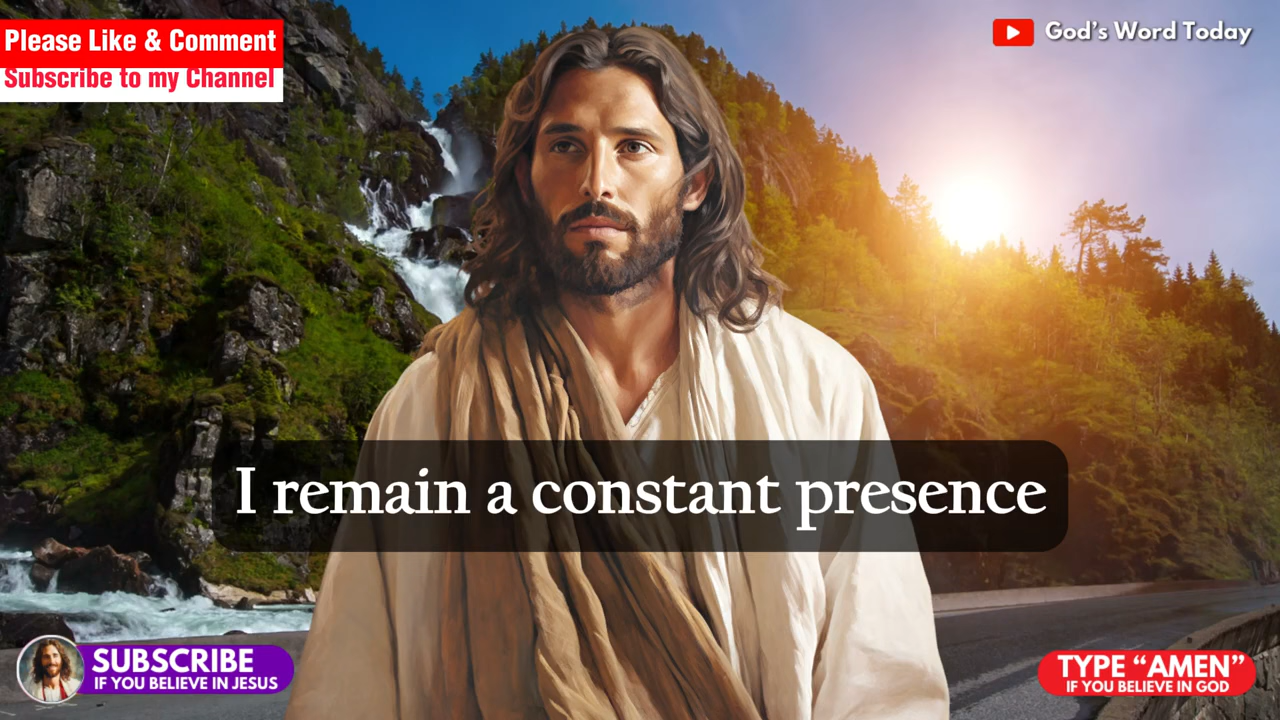 Please Like & Comment
Subscribe to my Channel
God's Word Today
I remain a constant presence
SUBSCRIBE
IF YOU BELIEVE IN JESUS
TYPE “AMEN”
IF YOU BELIEVE IN GOD